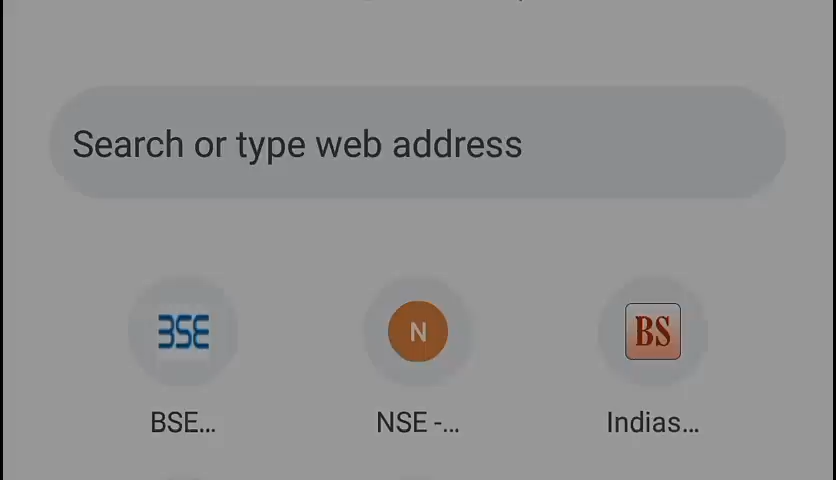 Search or type web address
BSE
N
BS
BSE...
NSE -...
Indias...